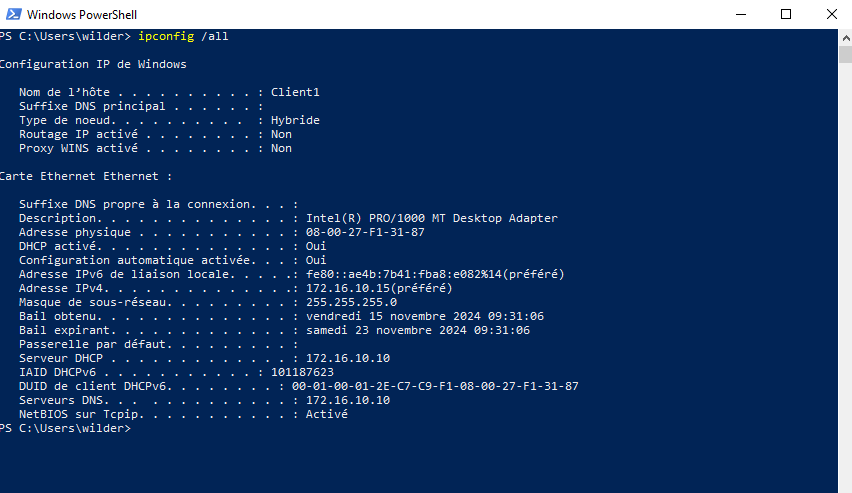 Windows PowerShell
PS C:\Users\wilder> ipconfig /all
Configuration IP de Windows
Nom de l'hôte . . . . . . . . . . : Client1
Suffixe DNS principal . . . . . . :
Type de noeud. . . . . . . . . .  : Hybride
Routage IP activé . . . . . . . . : Non
Proxy WINS activé . . . . . . . . : Non
Carte Ethernet Ethernet :
Suffixe DNS propre à la connexion. . . :
Description. . . . . . . . . . . . . . : Intel(R) PRO/1000 MT Desktop Adapter
Adresse physique . . . . . . . . . . . : 08-00-27-F1-31-87
DHCP activé. . . . . . . . . . . . . . : Oui
Configuration automatique activée. . . : Oui
Adresse IPv6 de liaison locale. . . . .: fe80::ae4b:7b41:fba8:e082%14(préféré)
Adresse IPv4. . . . . . . . . . . . . .: 172.16.10.15(préféré)
Masque de sous-réseau. . . . . . . . . : 255.255.255.0
Bail obtenu. . . . . . . . . . . . . . : vendredi 15 novembre 2024 09:31:06
Bail expirant. . . . . . . . . . . . . : samedi 23 novembre 2024 09:31:06
Passerelle par défaut. . . . . . . . . :
Serveur DHCP . . . . . . . . . . . . . : 172.16.10.10
IAID DHCPv6 . . . . . . . . . . . : 101187623
DUID de client DHCPv6. . . . . . . . : 00-01-00-01-2E-C7-C9-F1-08-00-27-F1-31-87
Serveurs DNS. . .  . . . . . . . . . . : 172.16.10.10
NetBIOS sur Tcpip. . . . . . . . . . . : Activé
PS C:\Users\wilder>